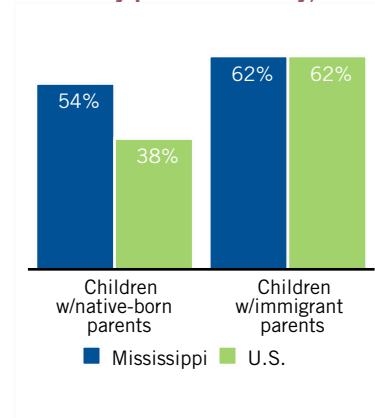 54%
38%
62%
62%
Children
w/native-born
parents
Children
w/immigrant
parents
Mississippi
U.S.